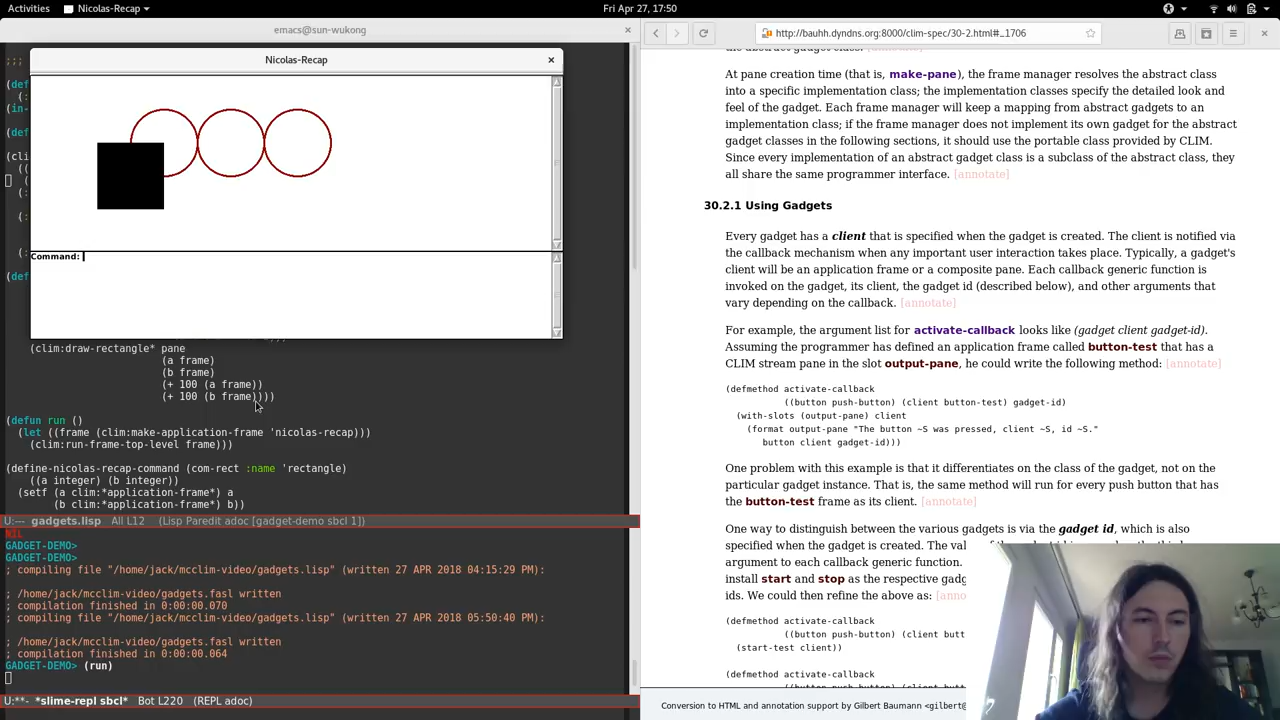 Activities
Nicolas-Recap
Fri Apr 27, 17:50
emacs@sun-wukong
Nicolas-Recap
Command:
;;;
(def
(:
(in-
(def
(cli
((
(
(:
(:
(:
(def
(clim:draw-rectangle* pane
(a frame)
(b frame)
(+ 100 (a frame))
(+ 100 (b frame))))
(defun run ()
(let ((frame (clim:make-application-frame 'nicolas-recap)))
(clim:run-frame-top-level frame)))
(define-nicolas-recap-command (com-rect :name 'rectangle)
((a integer) (b integer))
(setf (a clim:*application-frame*) a
(b clim:*application-frame*) b))
U:--- gadgets.lisp All L12 (Lisp Paredit adoc [gadget-demo sbcl 1])
NIL
GADGET-DEMO>
GADGET-DEMO>
; compiling file "/home/jack/mcclim-video/gadgets.lisp" (written 27 APR 2018 04:15:29 PM):
; /home/jack/mcclim-video/gadgets.fasl written
; compilation finished in 0:00:00.070
; compiling file "/home/jack/mcclim-video/gadgets.lisp" (written 27 APR 2018 05:50:40 PM):
; /home/jack/mcclim-video/gadgets.fasl written
; compilation finished in 0:00:00.064
GADGET-DEMO> (run)
U:**- *slime-repl sbcl* Bot L220 (REPL adoc)
http://bauhh.dyndns.org:8000/clim-spec/30-2.html#_1706
the abstract gadget class. [annotate]
At pane creation time (that is, make-pane), the frame manager resolves the abstract class
into a specific implementation class; the implementation classes specify the detailed look and
feel of the gadget. Each frame manager will keep a mapping from abstract gadgets to an
implementation class; if the frame manager does not implement its own gadget for the abstract
gadget classes in the following sections, it should use the portable class provided by CLIM.
Since every implementation of an abstract gadget class is a subclass of the abstract class, they
all share the same programmer interface. [annotate]
30.2.1 Using Gadgets
Every gadget has a client that is specified when the gadget is created. The client is notified via
the callback mechanism when any important user interaction takes place. Typically, a gadget's
client will be an application frame or a composite pane. Each callback generic function is
invoked on the gadget, its client, the gadget id (described below), and other arguments that
vary depending on the callback. [annotate]
For example, the argument list for activate-callback looks like (gadget client gadget-id).
Assuming the programmer has defined an application frame called button-test that has a
CLIM stream pane in the slot output-pane, he could write the following method: [annotate]
(defmethod activate-callback
((button push-button) (client button-test) gadget-id)
(with-slots (output-pane) client
(format output-pane "The button ~S was pressed, client ~S, id ~S."
button client gadget-id)))
One problem with this example is that it differentiates on the class of the gadget, not on the
particular gadget instance. That is, the same method will run for every push button that has
the button-test frame as its client. [annotate]
One way to distinguish between the various gadgets is via the gadget id, which is also
specified when the gadget is created. The val
argument to each callback generic function.
install start and stop as the respective gadg
ids. We could then refine the above as: [anno
(defmethod activate-callback
((button push-button) (client butt
(start-test client))
(defmethod activate-callback
Conversion to HTML and annotation support by Gilbert Baumann <gilbert@